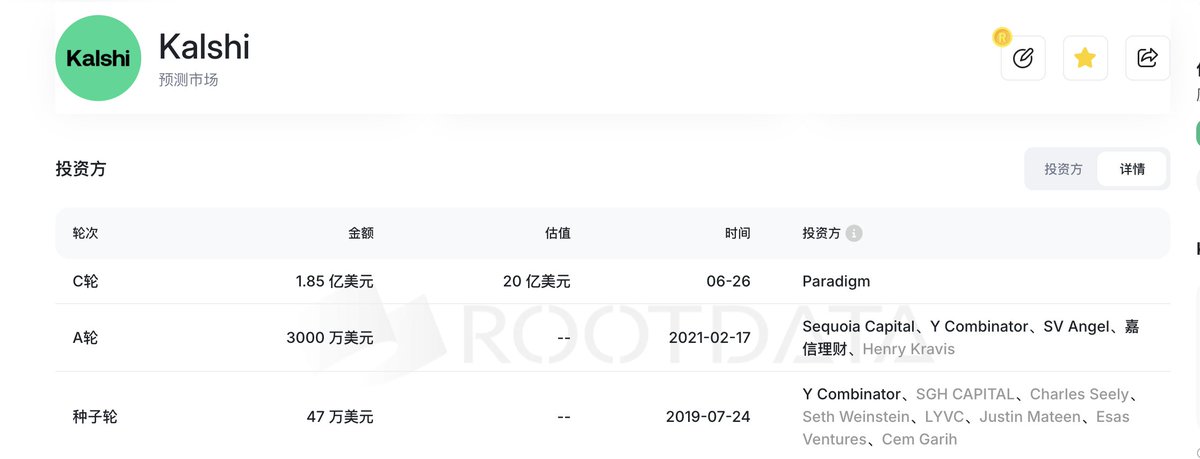 Kalshi
Kalshi
预测市场
R
投资方
投资方 详情
轮次 金额 估值 时间 投资方
C轮 1.85 亿美元 20 亿美元 06-26 Paradigm
A轮 3000 万美元 -- 2021-02-17 Sequoia Capital、Y Combinator、SV Angel、嘉
信理财、Henry Kravis
种子轮 47 万美元 -- 2019-07-24 Y Combinator、SGH CAPITAL、Charles Seely、
Seth Weinstein、LYVC、Justin Mateen、Esas
Ventures、Cem Garih
ROOTDATA